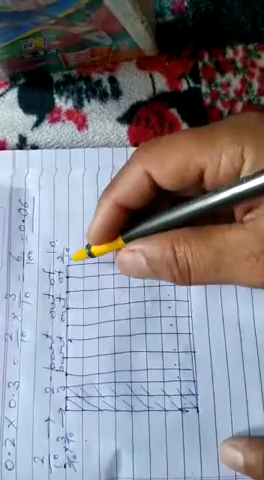 0.2 × 0.3 = 2/10 × 3/10 = 6/100 = 0.06
2/10 → 2 part out of 10
3/10 → 3 part out of 10